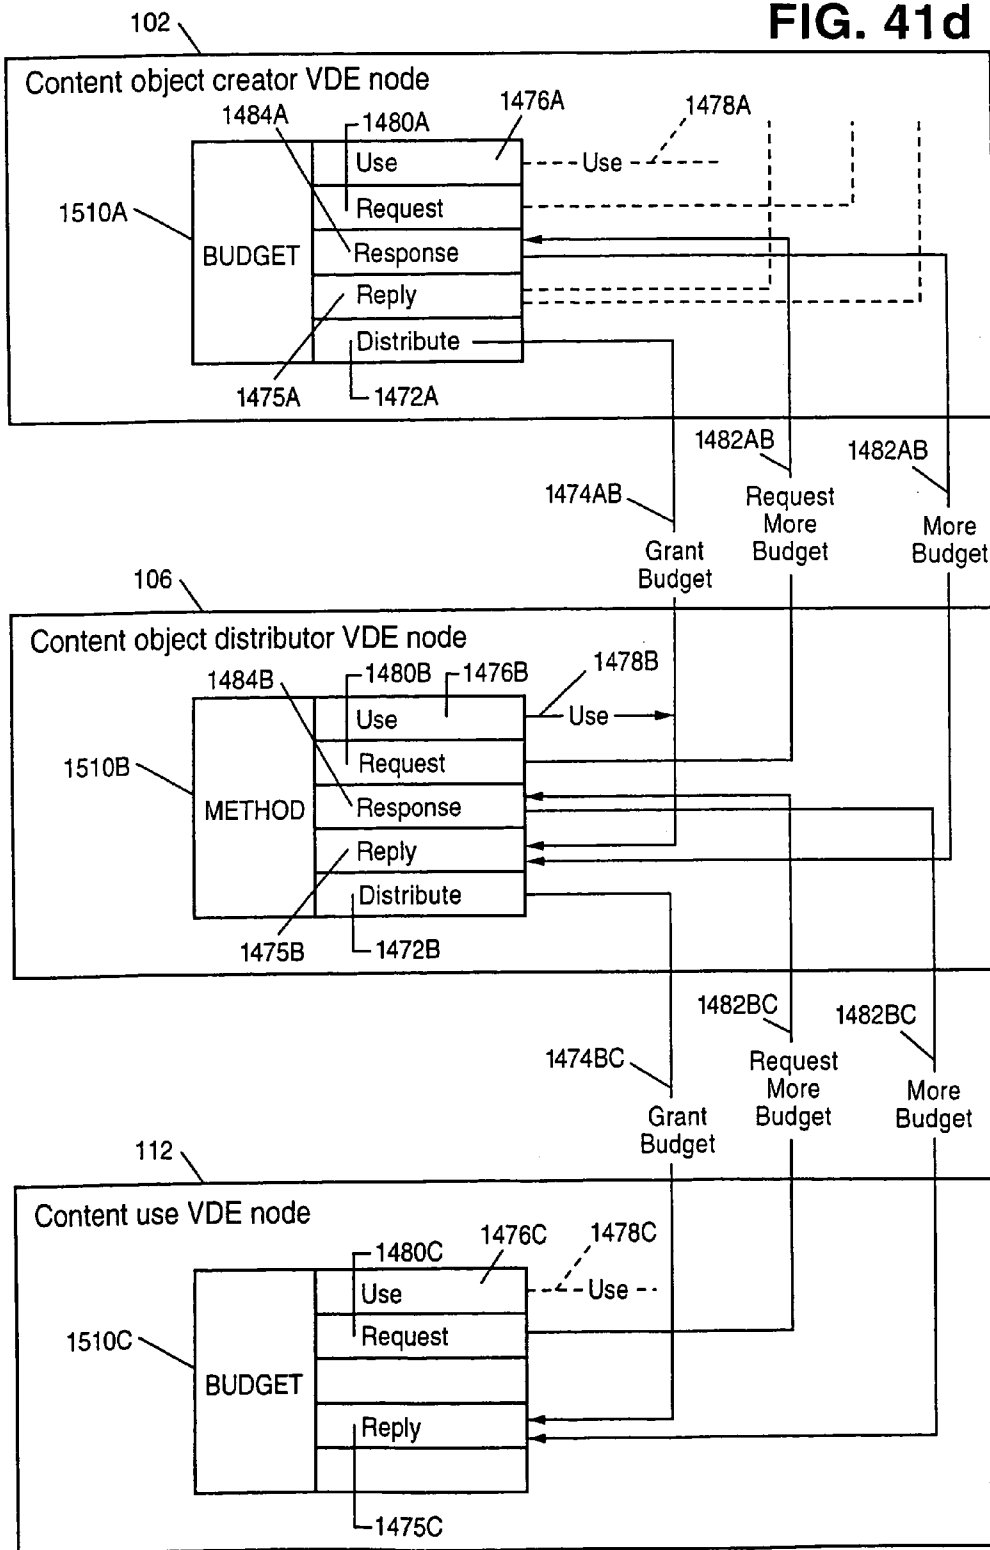 FIG. 41d
102
Content object creator VDE node
1484A
1480A
1476A
1478A
Use
Use
1510A
Request
BUDGET
Response
Reply
Distribute
1475A
1472A
1482AB
1482AB
1474AB
Request
More
Budget
More
Budget
Grant
Budget
106
Content object distributor VDE node
1484B
1480B
1476B
1478B
Use
Use
1510B
Request
METHOD
Response
Reply
Distribute
1475B
1472B
1482BC
1482BC
1474BC
Request
More
Budget
More
Budget
Grant
Budget
112
Content use VDE node
1480C
1476C
1478C
Use
Use
1510C
Request
BUDGET
Reply
1475C